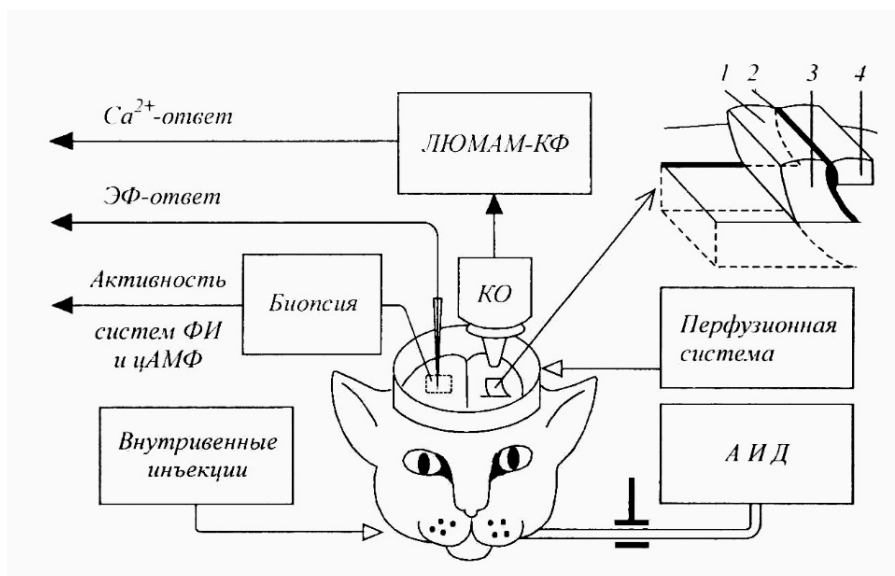 Ca²⁺-ответ
ЛЮМАМ-КФ
1 2 3 4
ЭФ-ответ
Активность
систем ФИ
и цАМФ
Биопсия
КО
Перфузионная
система
Внутривенные
инъекции
А И Д